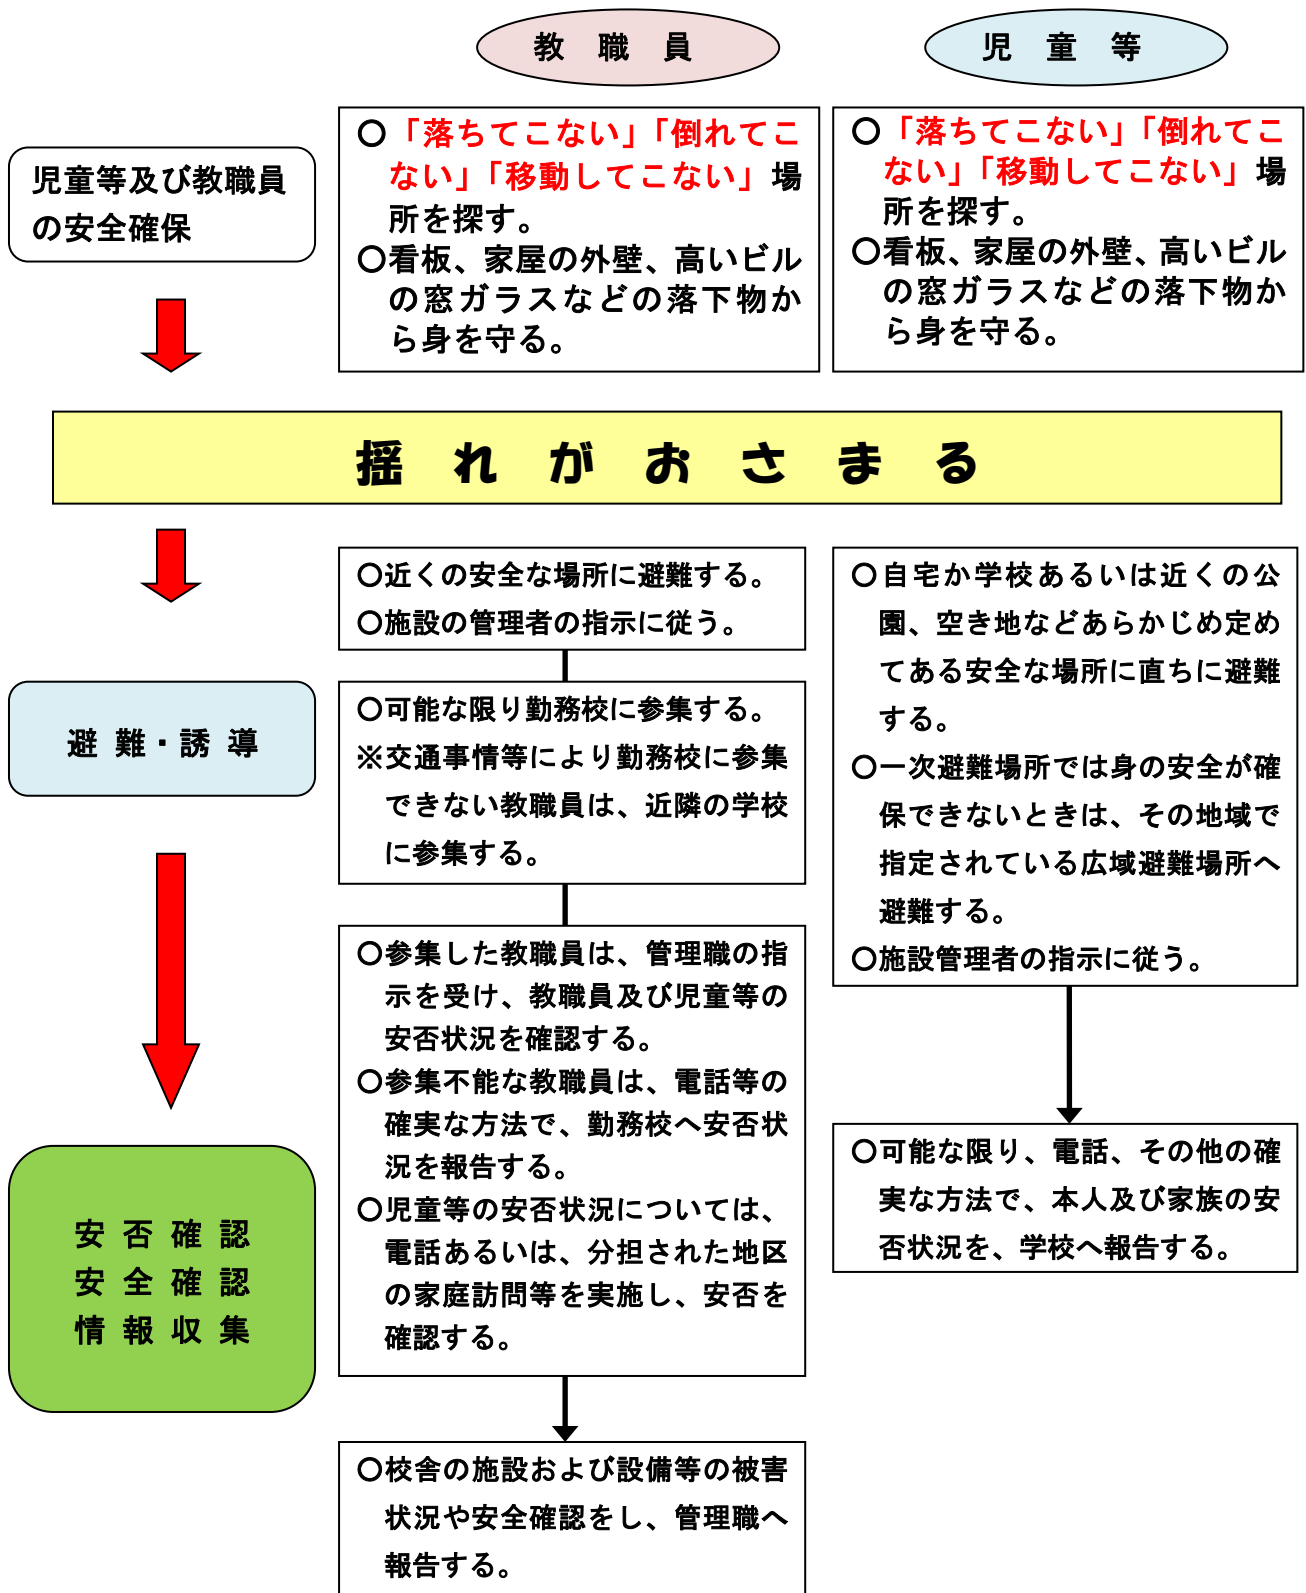 教職員
児童等
児童等及び教職員
の安全確保
○「落ちてこない」「倒れてこ
ない」「移動してこない」場
所を探す。
○看板、家屋の外壁、高いビル
の窓ガラスなどの落下物か
ら身を守る。
○「落ちてこない」「倒れてこ
ない」「移動してこない」場
所を探す。
○看板、家屋の外壁、高いビル
の窓ガラスなどの落下物か
ら身を守る。
揺れがおさまる
○近くの安全な場所に避難する。
○施設の管理者の指示に従う。
避難・誘導
○可能な限り勤務校に参集する。
※交通事情等により勤務校に参集
できない教職員は、近隣の学校
に参集する。
○自宅か学校あるいは近くの公
園、空き地などあらかじめ定め
てある安全な場所に直ちに避難
する。
○一次避難場所では身の安全が確
保できないときは、その地域で
指定されている広域避難場所へ
避難する。
○施設管理者の指示に従う。
○参集した教職員は、管理職の指
示を受け、教職員及び児童等の
安否状況を確認する。
○参集不能な教職員は、電話等の
確実な方法で、勤務校へ安否状
況を報告する。
○児童等の安否状況については、
電話あるいは、分担された地区
の家庭訪問等を実施し、安否を
確認する。
○可能な限り、電話、その他の確
実な方法で、本人及び家族の安
否状況を、学校へ報告する。
安否確認
安全確認
情報収集
○校舎の施設および設備等の被害
状況や安全確認をし、管理職へ
報告する。